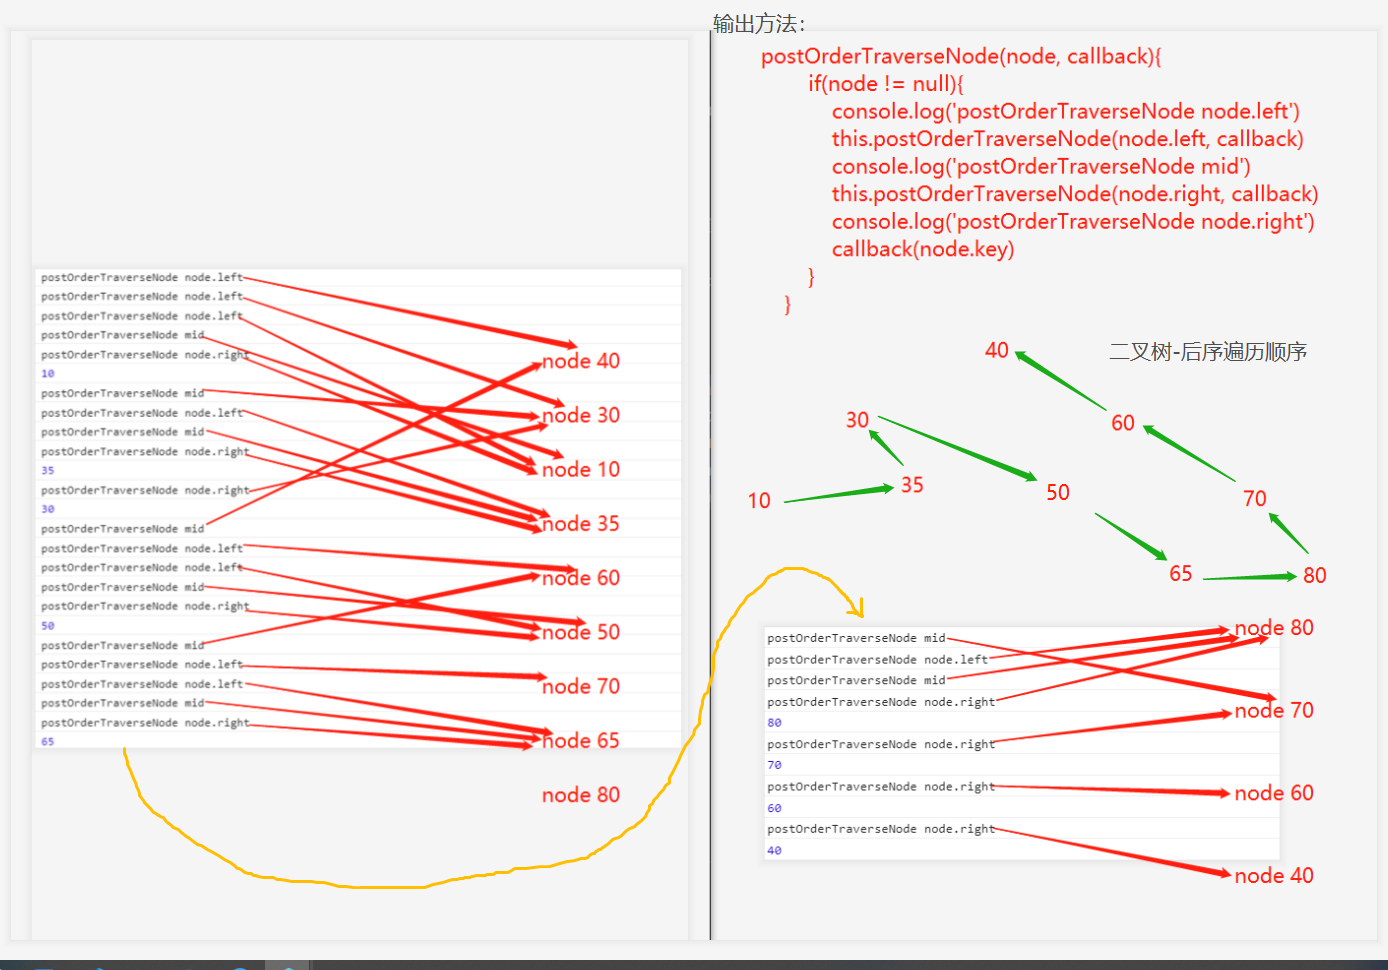 输出方法：
postOrderTraverseNode(node, callback){
if(node != null){
console.log('postOrderTraverseNode node.left')
this.postOrderTraverseNode(node.left, callback)
console.log('postOrderTraverseNode mid')
this.postOrderTraverseNode(node.right, callback)
console.log('postOrderTraverseNode node.right')
callback(node.key)
}
}
postOrderTraverseNode node.left
postOrderTraverseNode node.left
postOrderTraverseNode node.left
postOrderTraverseNode mid
postOrderTraverseNode node.right
10
postOrderTraverseNode mid
postOrderTraverseNode node.left
postOrderTraverseNode mid
postOrderTraverseNode node.right
35
postOrderTraverseNode node.right
30
postOrderTraverseNode mid
postOrderTraverseNode node.left
postOrderTraverseNode node.left
postOrderTraverseNode mid
postOrderTraverseNode node.right
50
postOrderTraverseNode mid
postOrderTraverseNode node.left
postOrderTraverseNode node.left
postOrderTraverseNode mid
postOrderTraverseNode node.right
65
node 40
node 30
node 10
node 35
node 60
node 50
node 70
node 65
node 80
二叉树-后序遍历顺序
40
30
60
10
35
50
70
65
80
postOrderTraverseNode mid
postOrderTraverseNode node.left
postOrderTraverseNode mid
postOrderTraverseNode node.right
80
postOrderTraverseNode node.right
70
postOrderTraverseNode node.right
60
postOrderTraverseNode node.right
40
node 80
node 70
node 60
node 40